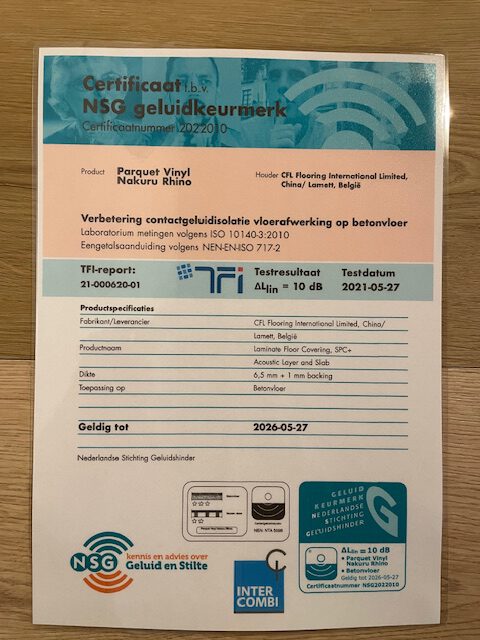 Certificaat t.b.v.
NSG geluidkeurmerk
Certificaatnummer 2022010
Product Parquet Vinyl
Nakuru Rhino
Houder CFL Flooring International Limited,
China/ Lamett, België
Verbetering contactgeluidisolatie vloerafwerking op betonvloer
Laboratorium metingen volgens ISO 10140-3:2010
Eengetalsaanduiding volgens NEN-EN-ISO 717-2
TFI-report:
21-000620-01
TFI
Testresultaat
ΔLlin = 10 dB
Testdatum
2021-05-27
Productspecificaties
Fabrikant/Leverancier CFL Flooring International Limited, China/
Lamett, België
Productnaam Laminate Floor Covering, SPC+
Acoustic Layer and Slab
Dikte 6,5 mm + 1 mm backing
Toepassing op Betonvloer
Geldig tot 2026-05-27
Nederlandse Stichting Geluidshinder
NSG
kennis en advies over
Geluid en Stilte
INTER
COMBI
NEN NTA 5098
GELUID
KEURMERK
NEDERLANDSE
STICHTING
GELUIDSHINDER
G
ΔLlin = 10 dB
• Parquet Vinyl
Nakuru Rhino
• Betonvloer
Geldig tot 2026-05-27
Certificaatnummer NSG2022010